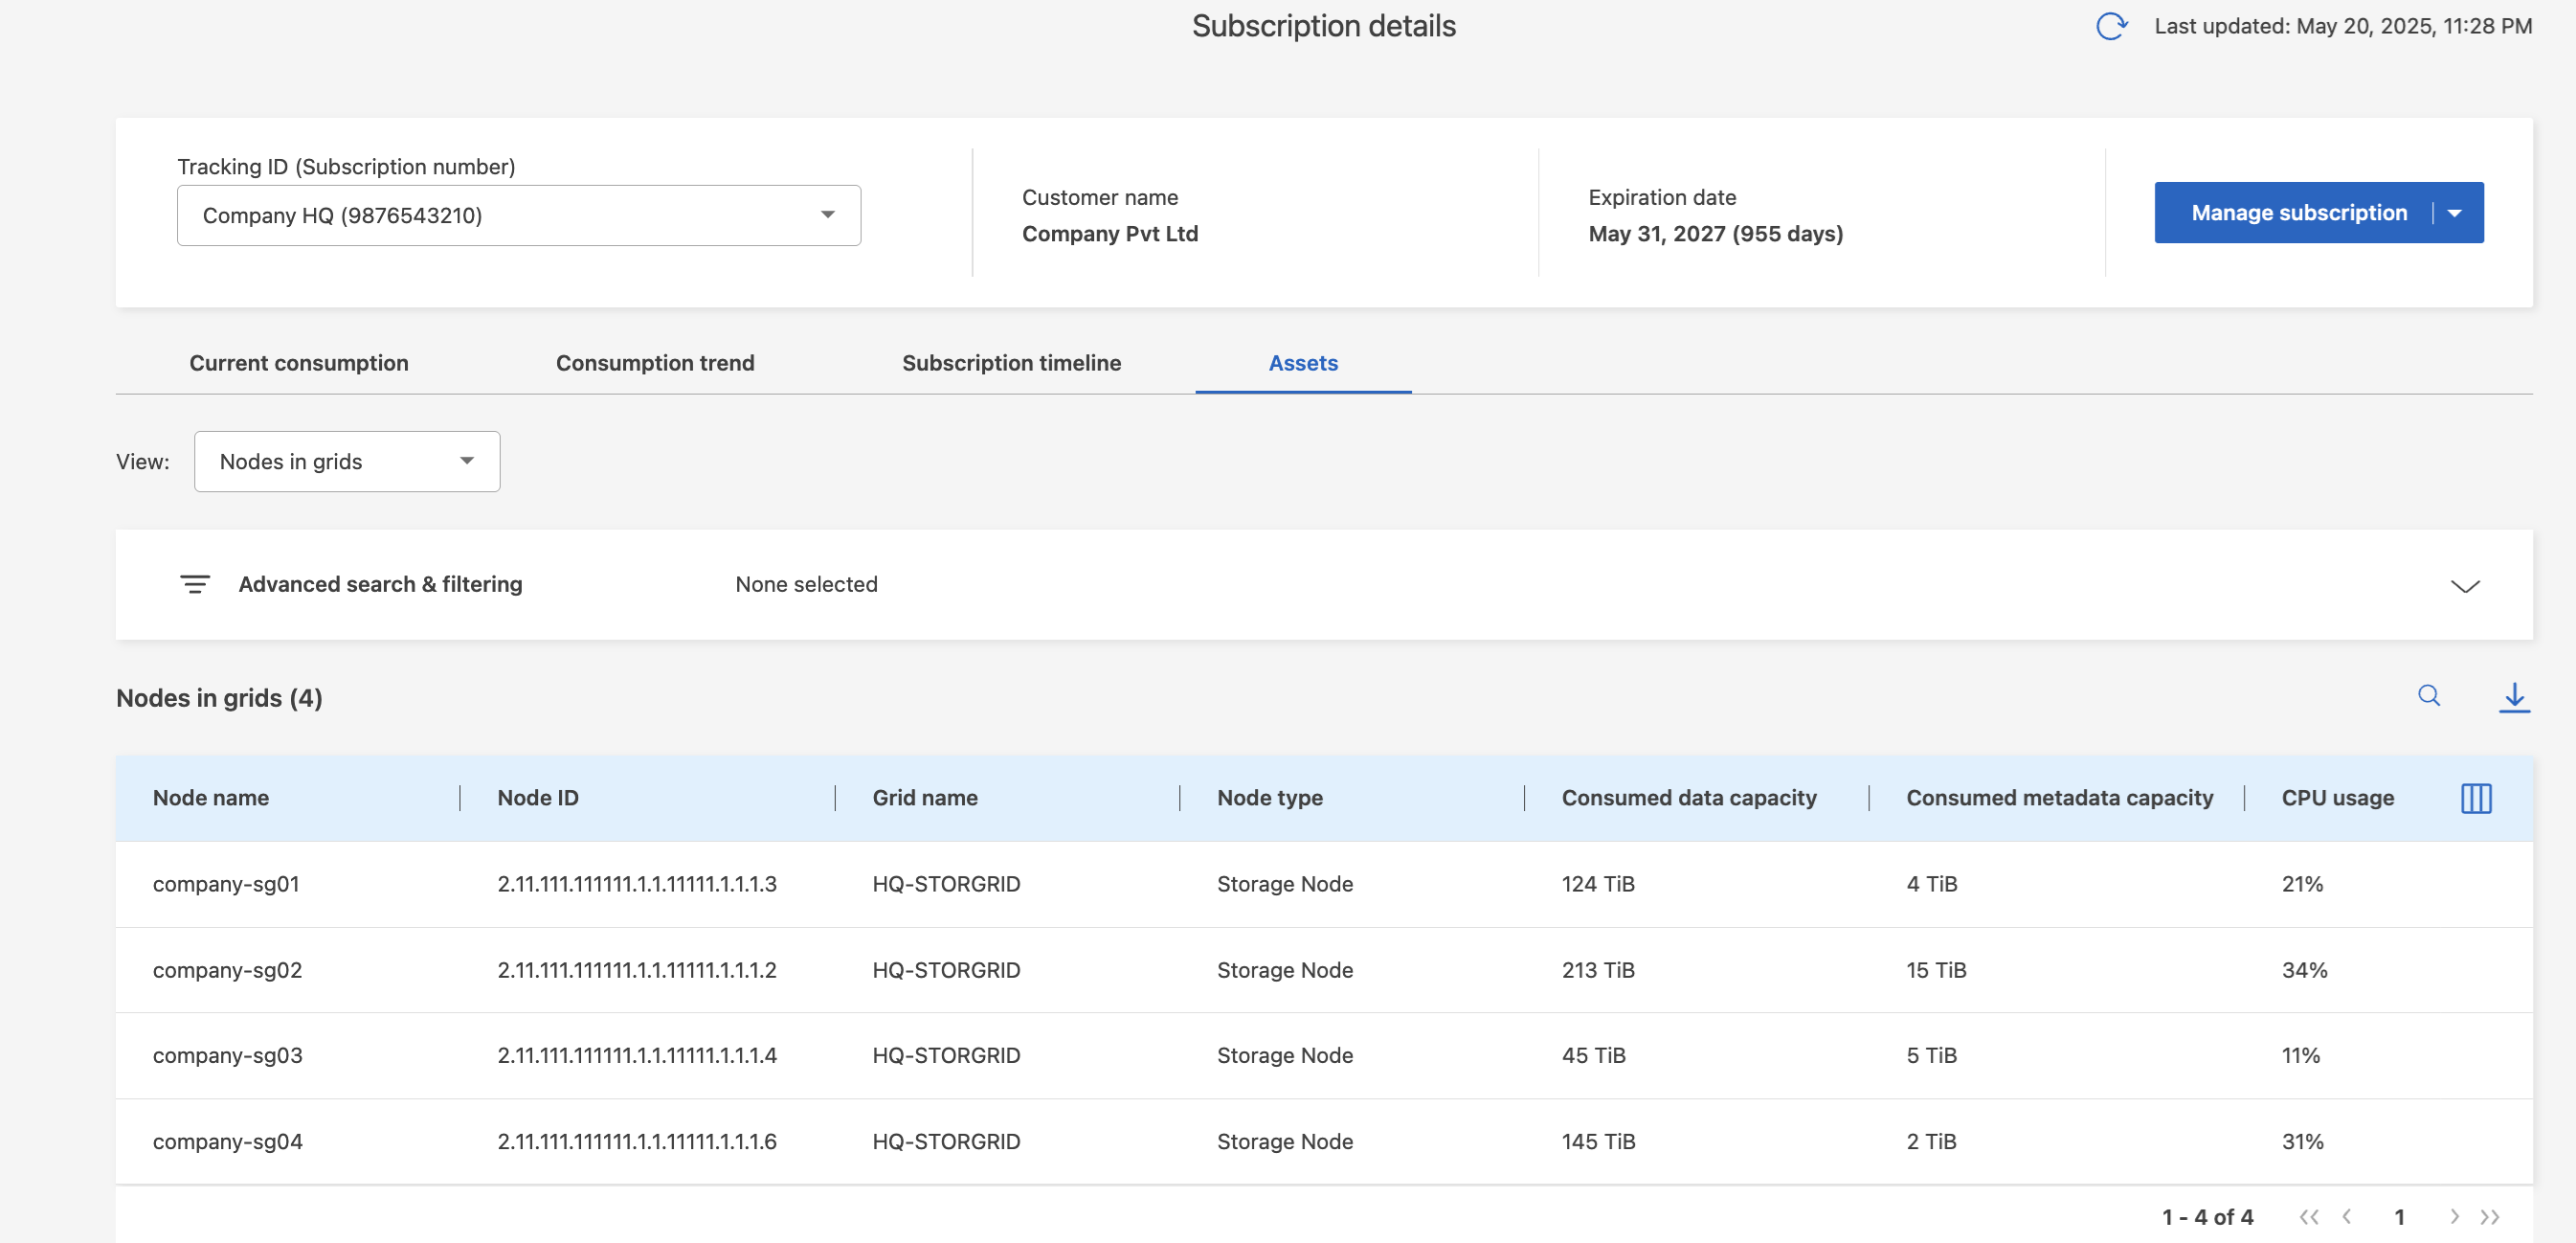 Subscription details
Last updated: May 20, 2025, 11:28 PM
Tracking ID (Subscription number)
Company HQ (9876543210)
Customer name
Company Pvt Ltd
Expiration date
May 31, 2027 (955 days)
Manage subscription
Current consumption Consumption trend Subscription timeline Assets
View: Nodes in grids
Advanced search & filtering None selected
Nodes in grids (4)
Node name Node ID Grid name Node type Consumed data capacity Consumed metadata capacity CPU usage
company-sg01 2.11.111.111111.1.1.11111.1.1.1.3 HQ-STORGRID Storage Node 124 TiB 4 TiB 21%
company-sg02 2.11.111.111111.1.1.11111.1.1.1.2 HQ-STORGRID Storage Node 213 TiB 15 TiB 34%
company-sg03 2.11.111.111111.1.1.11111.1.1.1.4 HQ-STORGRID Storage Node 45 TiB 5 TiB 11%
company-sg04 2.11.111.111111.1.1.11111.1.1.1.6 HQ-STORGRID Storage Node 145 TiB 2 TiB 31%
1 - 4 of 4 << < 1 > >>